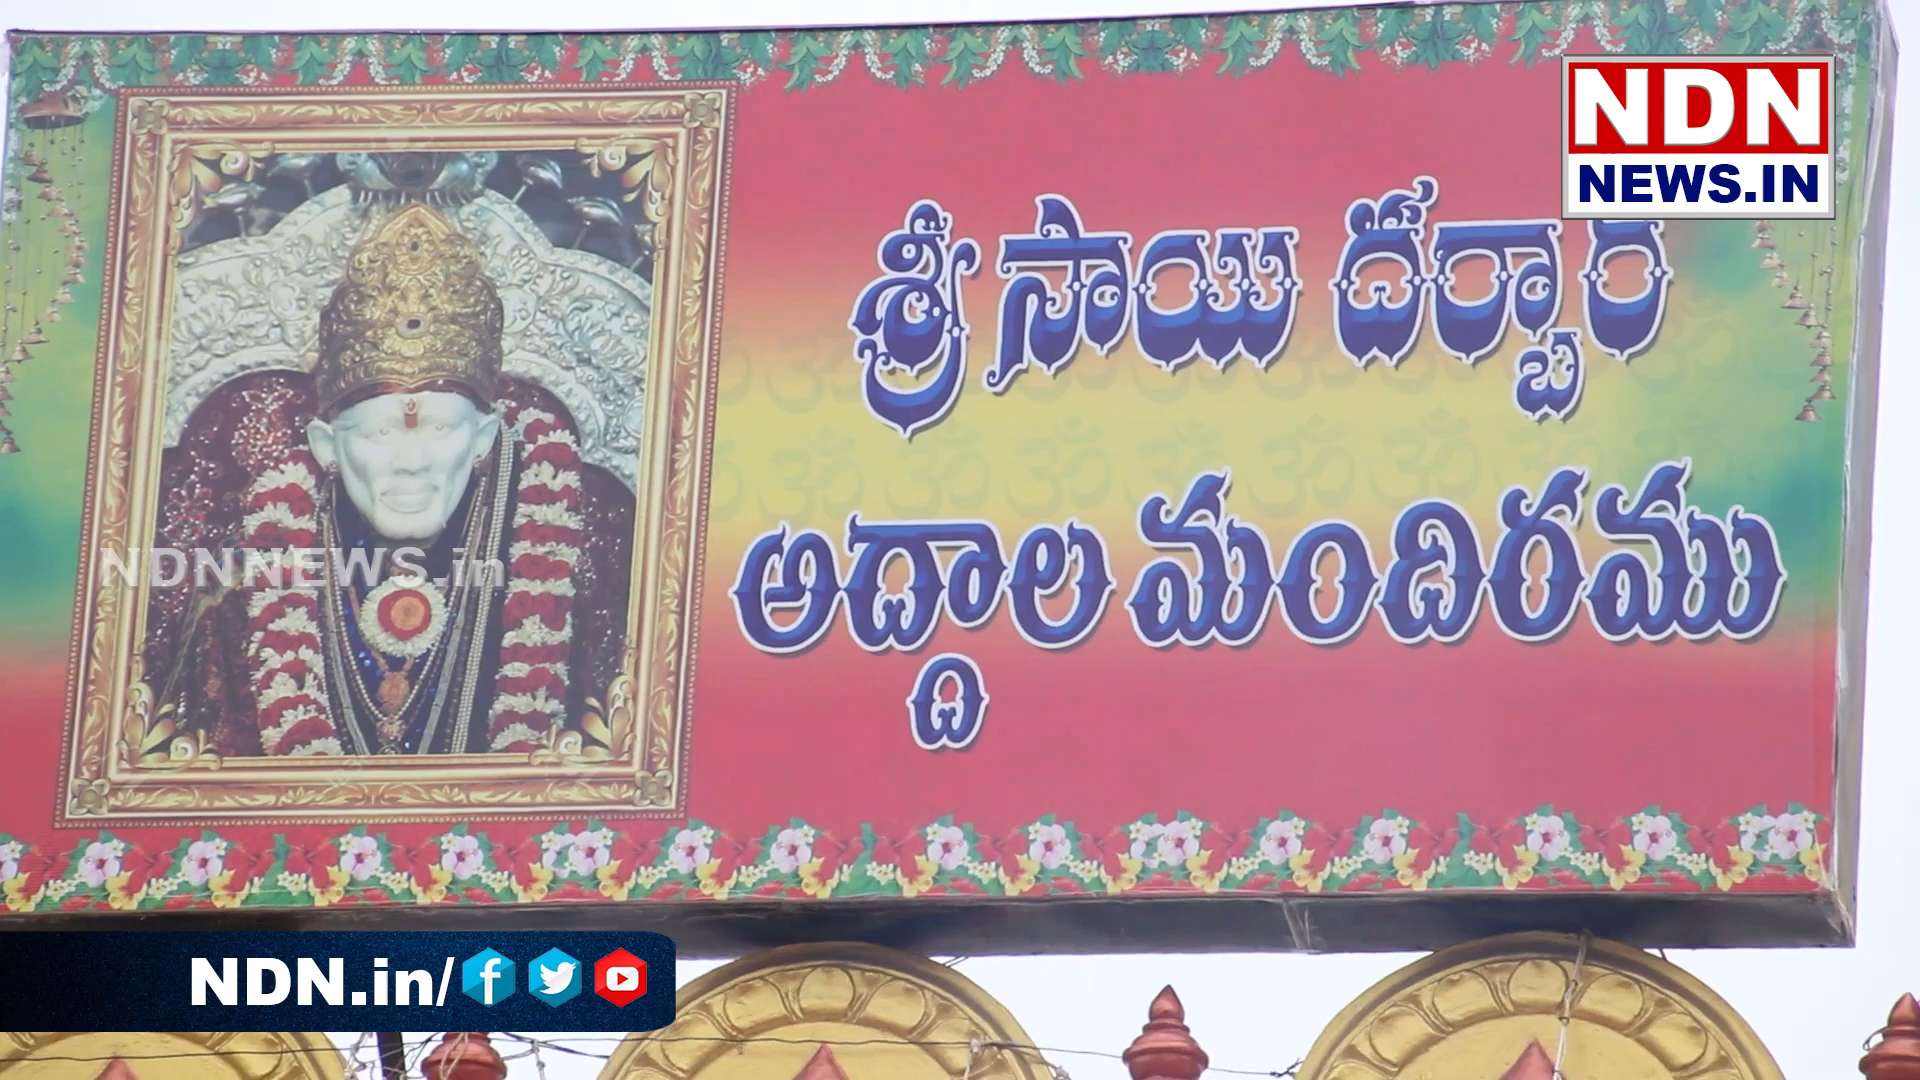 NDN
NEWS.IN
శ్రీ సాయి దర్బార్
అద్దాల మందిరము
NDNNEWS.in
NDN.in/